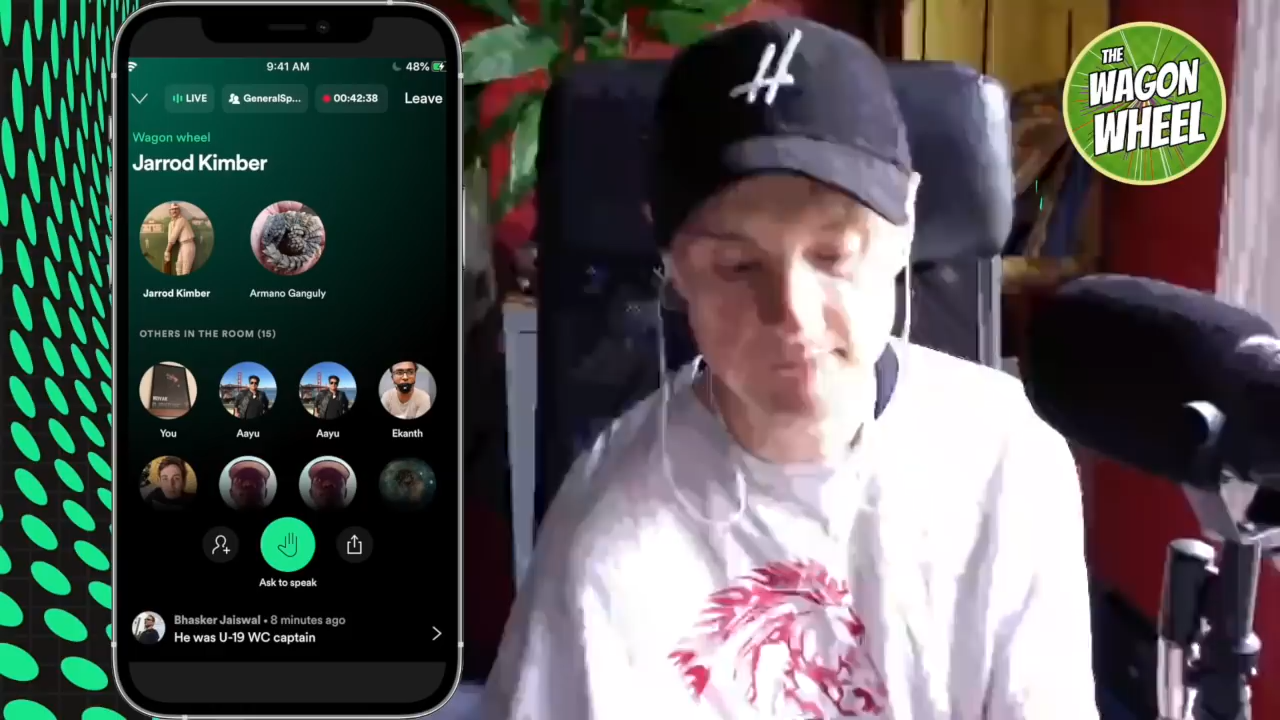 9:41 AM
48%
LIVE
GeneralSp...
00:42:38
Leave
Wagon wheel
Jarrod Kimber
Jarrod Kimber
Armano Ganguly
OTHERS IN THE ROOM (15)
You
Aayu
Aayu
Ekanth
Ask to speak
Bhasker Jaiswal • 8 minutes ago
He was U-19 WC captain
H
THE
WAGON
WHEEL